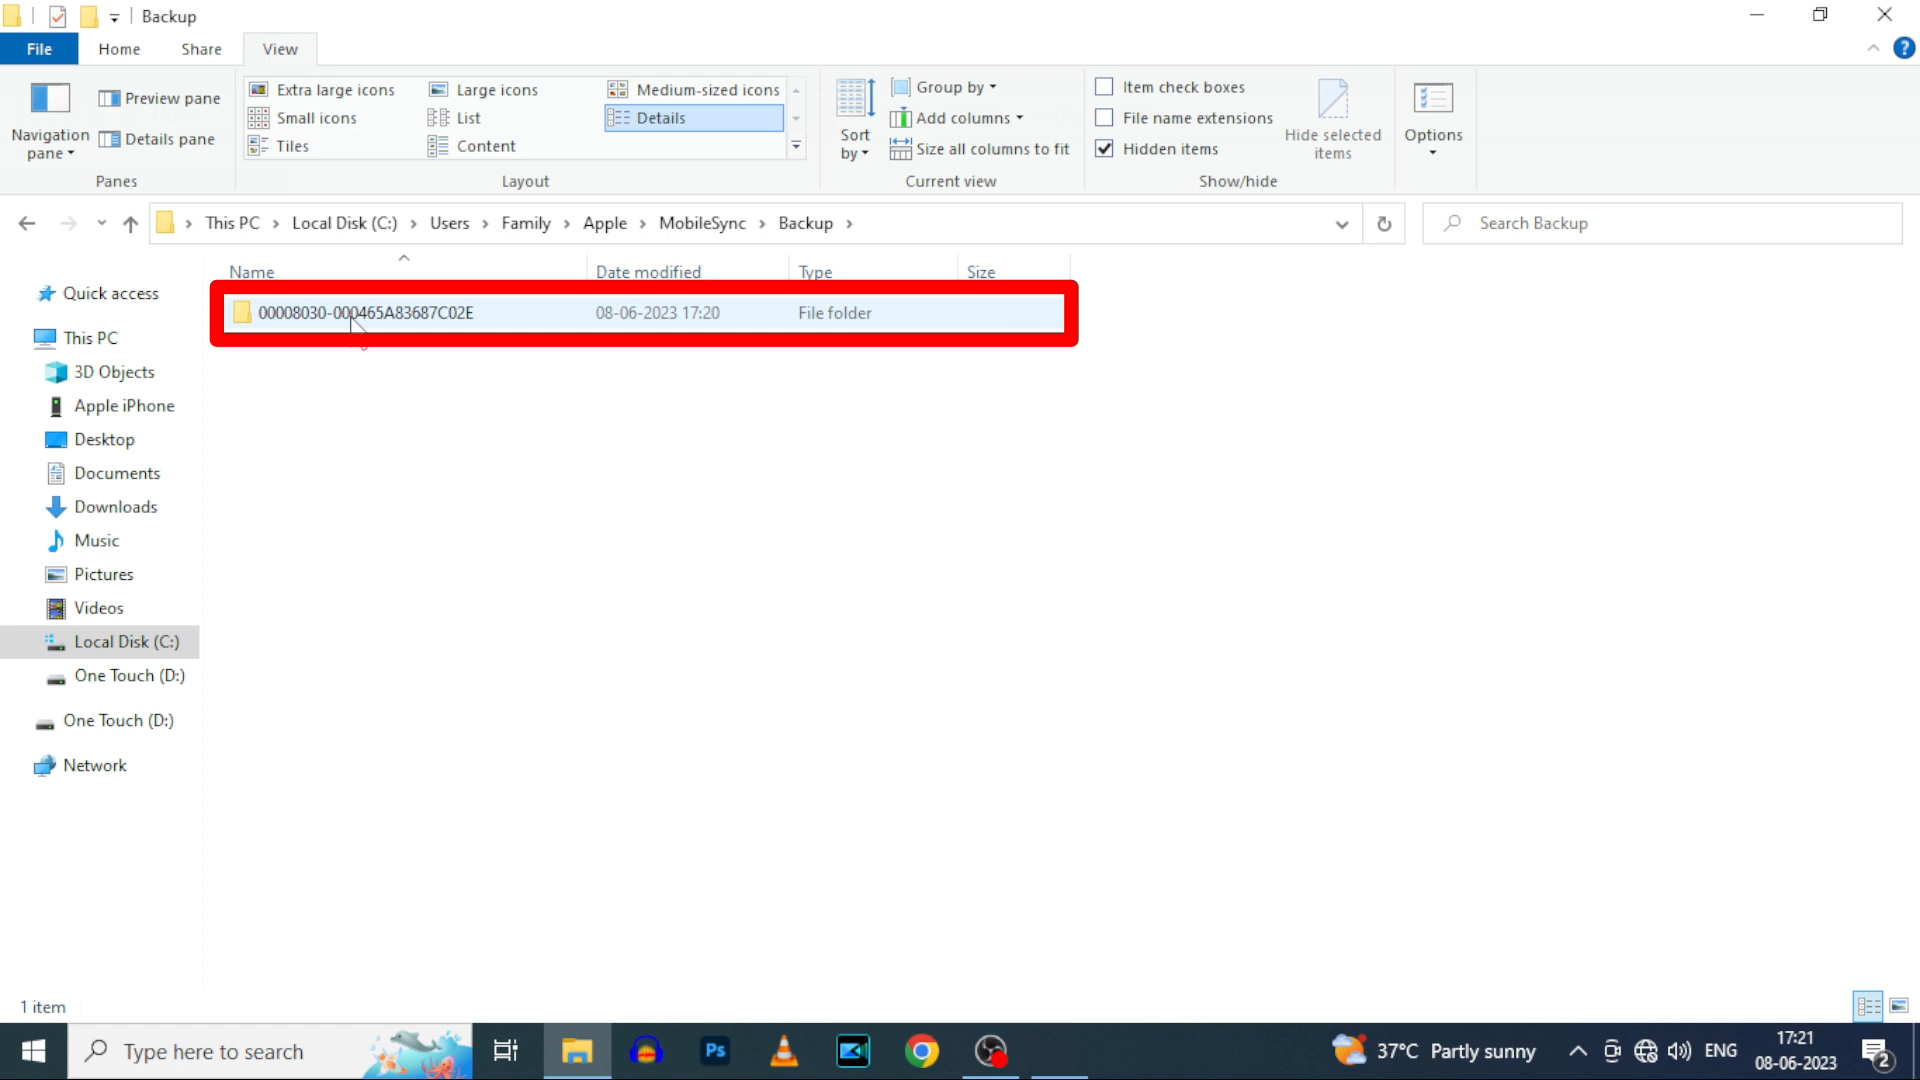 Backup
File
Home
Share
View
Navigation pane
Preview pane
Details pane
Panes
Extra large icons
Large icons
Medium-sized icons
Small icons
List
Details
Tiles
Content
Layout
Sort by
Group by
Add columns
Size all columns to fit
Current view
Item check boxes
File name extensions
Hidden items
Show/hide
Hide selected items
Options
This PC > Local Disk (C:) > Users > Family > Apple > MobileSync > Backup >
Search Backup
Name
Date modified
Type
Size
00008030-000465A83687C02E
08-06-2023 17:20
File folder
Quick access
This PC
3D Objects
Apple iPhone
Desktop
Documents
Downloads
Music
Pictures
Videos
Local Disk (C:)
One Touch (D:)
One Touch (D:)
Network
1 item
Type here to search
Ps
37°C Partly sunny
ENG
17:21
08-06-2023
2